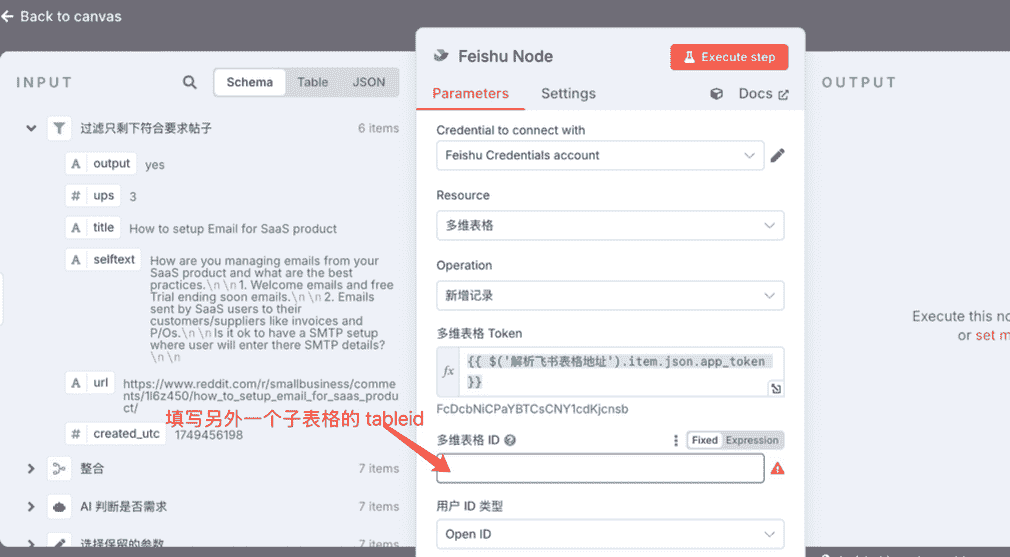 Back to canvas
INPUT
Schema
Table
JSON
过滤只剩下符合要求帖子
6 items
A output yes
# ups 3
A title How to setup Email for SaaS product
A selftext How are you managing emails from your
SaaS product and what are the best
practices.\n\n1. Welcome emails and free
Trial ending soon emails.\n\n2. Emails
sent by SaaS users to their
customers/suppliers like invoices and
P/Os.\n\nIs it ok to have a SMTP setup
where user will enter there SMTP details?
\n\n
A url https://www.reddit.com/r/smallbusiness/comme
nts/1l6z450/how_to_setup_email_for_saas_produ
ct/
# created_utc 1749456198
整合
7 items
AI 判断是否需求
7 items
选择保留的参数
7 items
填写另外一个子表格的 tableid
Feishu Node
Execute step
Parameters
Settings
Docs
Credential to connect with
Feishu Credentials account
Resource
多维表格
Operation
新增记录
多维表格 Token
fx
{{ $('解析飞书表格地址').item.json.app_token
}}
FcDcbNiCPaYBTCsCNY1cdKjcnsb
多维表格 ID
Fixed
Expression
用户 ID 类型
Open ID
OUTPUT
Execute this no
or set m